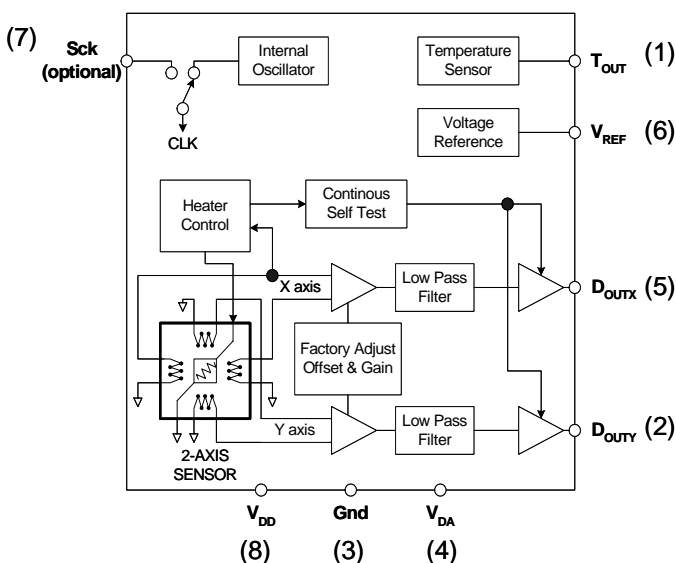 (7)
Sck
(optional)
Internal
Oscillator
CLK
Temperature
Sensor
TOUT (1)
Voltage
Reference
VREF (6)
Heater
Control
Continous
Self Test
X axis
Low Pass
Filter
DOUTX (5)
Factory Adjust
Offset & Gain
Y axis
Low Pass
Filter
DOUTY (2)
2-AXIS
SENSOR
VDD
Gnd
VDA
(8)
(3)
(4)